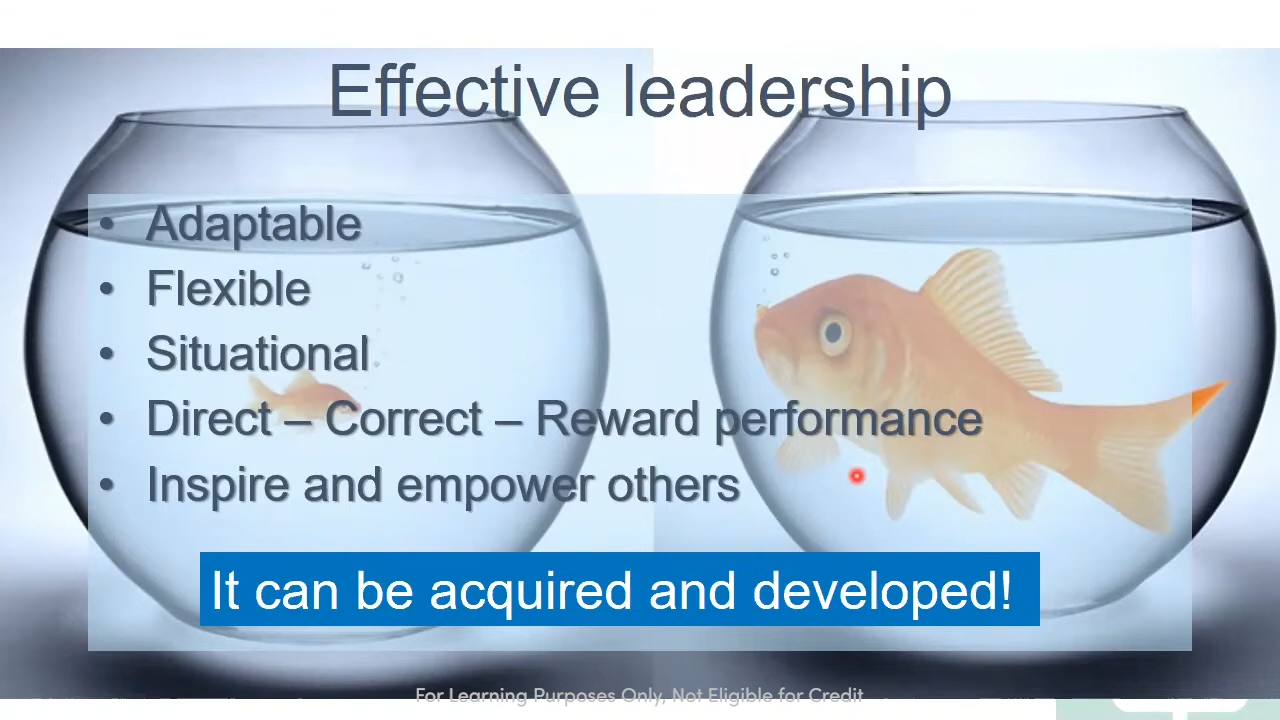 Effective leadership
• Adaptable
• Flexible
• Situational
• Direct – Correct – Reward performance
• Inspire and empower others
It can be acquired and developed!
For Learning Purposes Only, Not Eligible for Credit